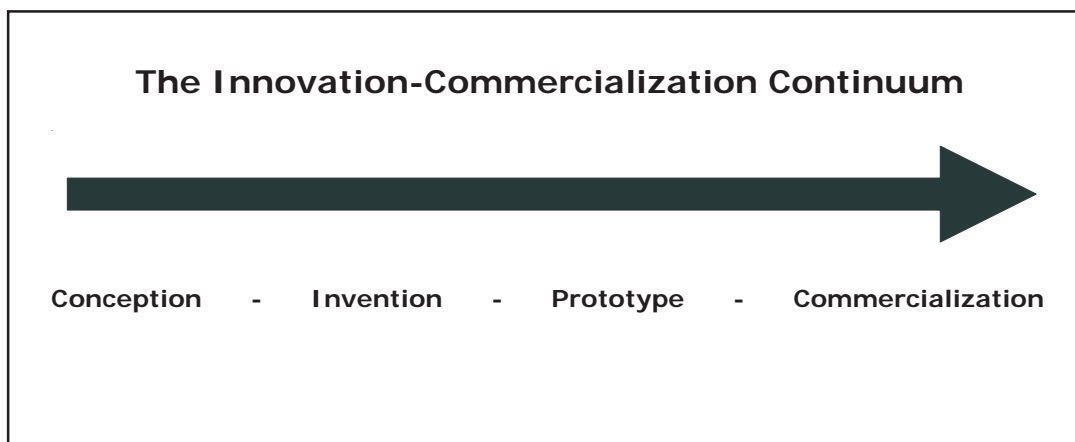 The Innovation-Commercialization Continuum
Conception - Invention - Prototype - Commercialization